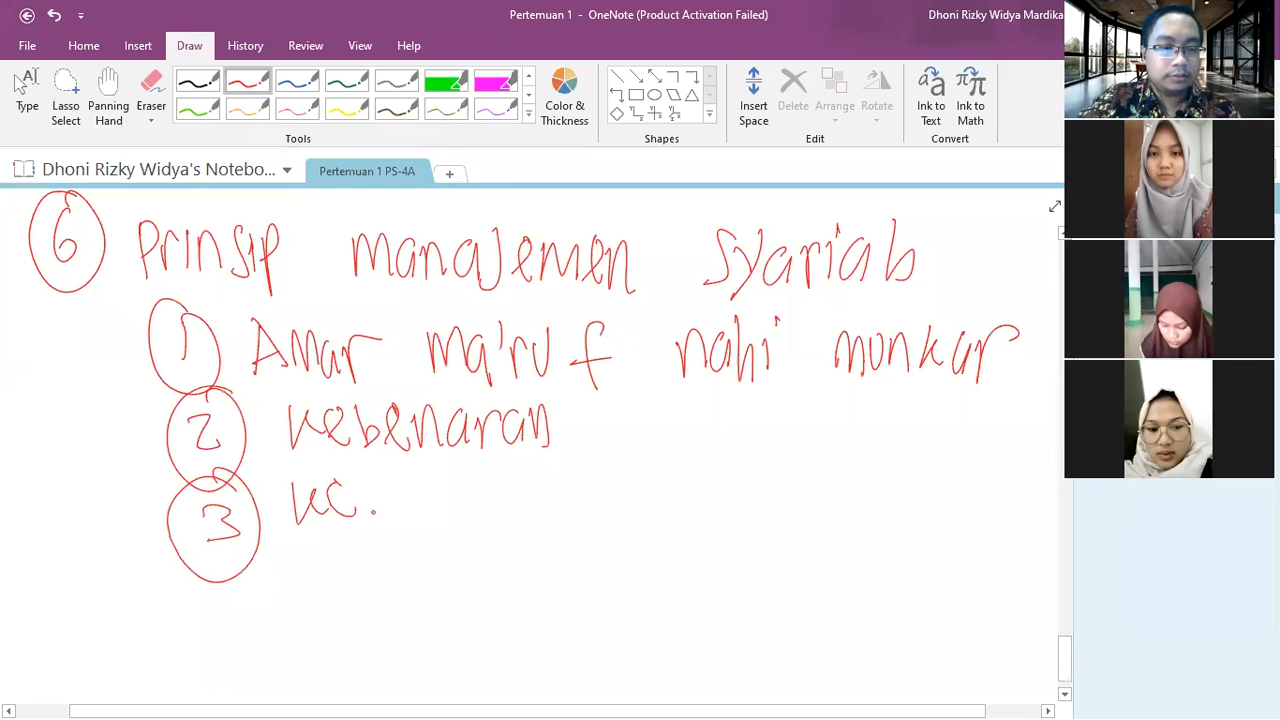 Pertemuan 1 - OneNote (Product Activation Failed)
Dhoni Rizky Widya Mardika
File Home Insert Draw History Review View Help
Type
Lasso Select
Panning Hand
Eraser
Color & Thickness
Insert Space
Delete
Arrange
Rotate
Ink to Text
Ink to Math
Tools
Shapes
Edit
Convert
Dhoni Rizky Widya's Notebo...
Pertemuan 1 PS-4A
6 Prinsip manajemen syariah
1 Amar ma'ruf nahi munkar
2 Kebenaran
3 Ke